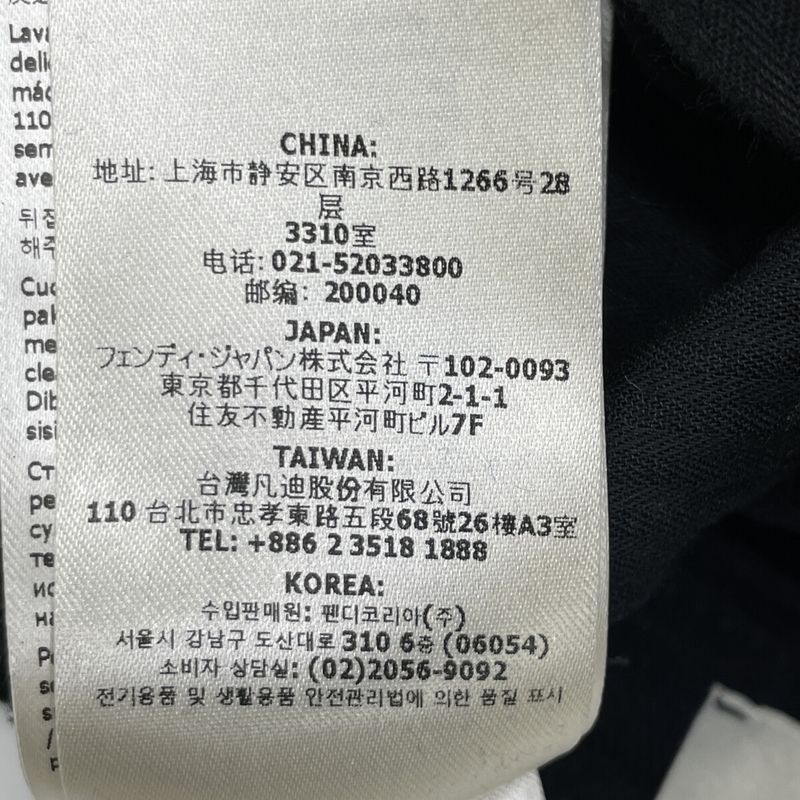 CHINA:
地址: 上海市静安区南京西路1266号28
层
3310室
电话: 021-52033800
邮编: 200040
JAPAN:
フェンディ・ジャパン株式会社 〒102-0093
東京都千代田区平河町2-1-1
住友不動産平河町ビル7F
TAIWAN:
台灣凡迪股份有限公司
110 台北市忠孝東路五段68號26樓A3室
TEL: +886 2 3518 1888
KOREA:
수입판매원: 펜디코리아(주)
서울시 강남구 도산대로 310 6층 (06054)
소비자 상담실: (02)2056-9092
전기용품 및 생활용품 안전관리법에 의한 품질 표시
110